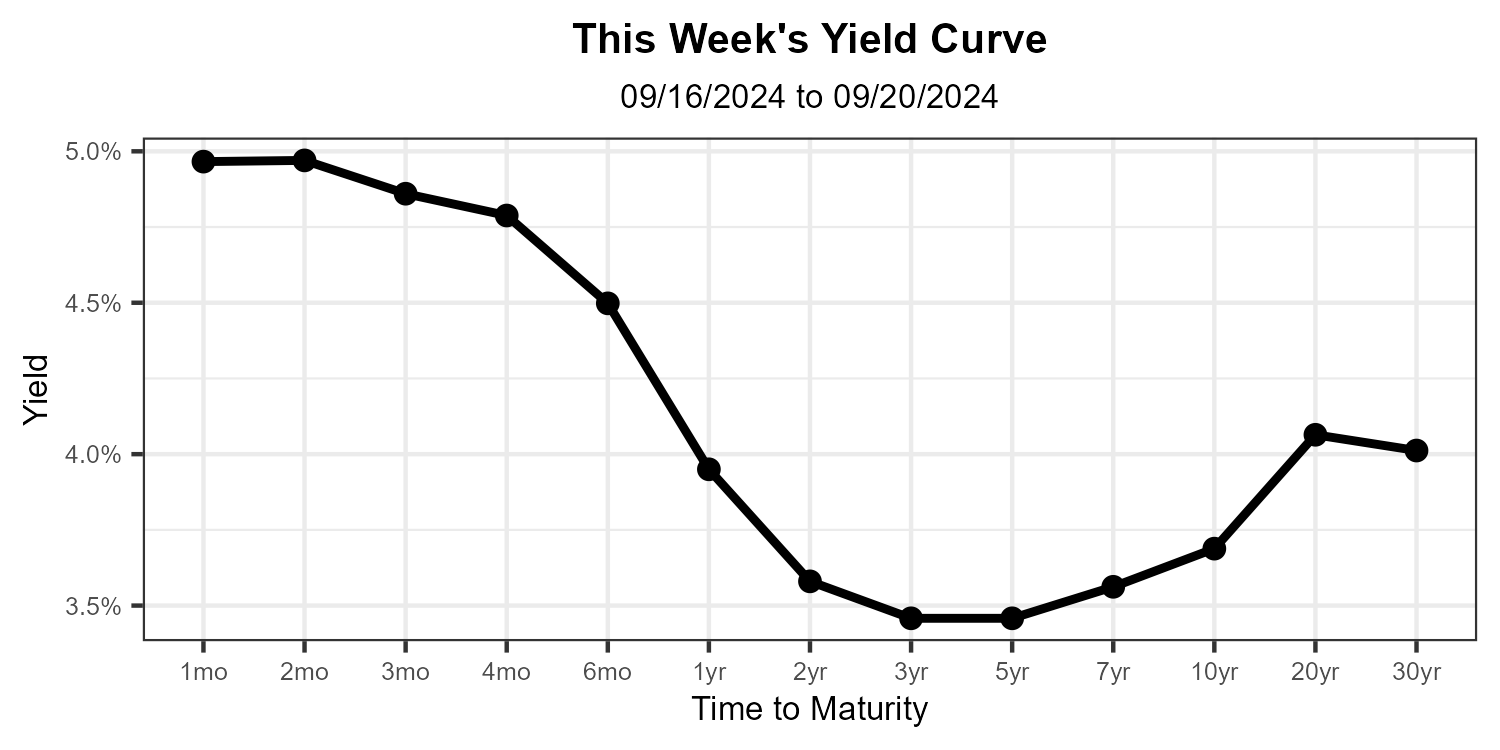 This Week's Yield Curve
09/16/2024 to 09/20/2024
Yield
5.0%
4.5%
4.0%
3.5%
1mo 2mo 3mo 4mo 6mo 1yr 2yr 3yr 5yr 7yr 10yr 20yr 30yr
Time to Maturity